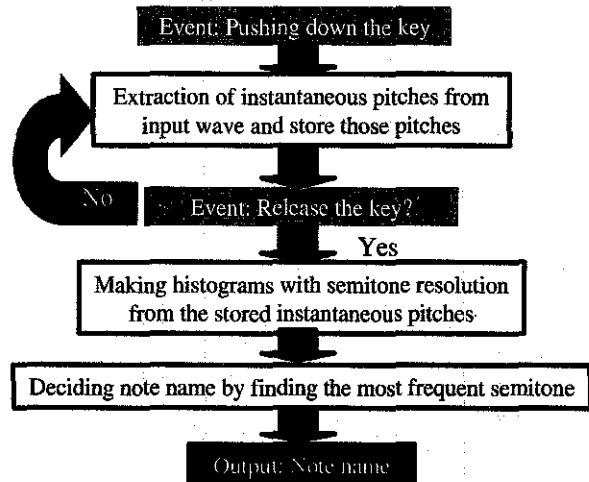 Event: Pushing down the key
Extraction of instantaneous pitches from
input wave and store those pitches
No
Event: Release the key?
Yes
Making histograms with semitone resolution
from the stored instantaneous pitches
Deciding note name by finding the most frequent semitone
Output: Note name